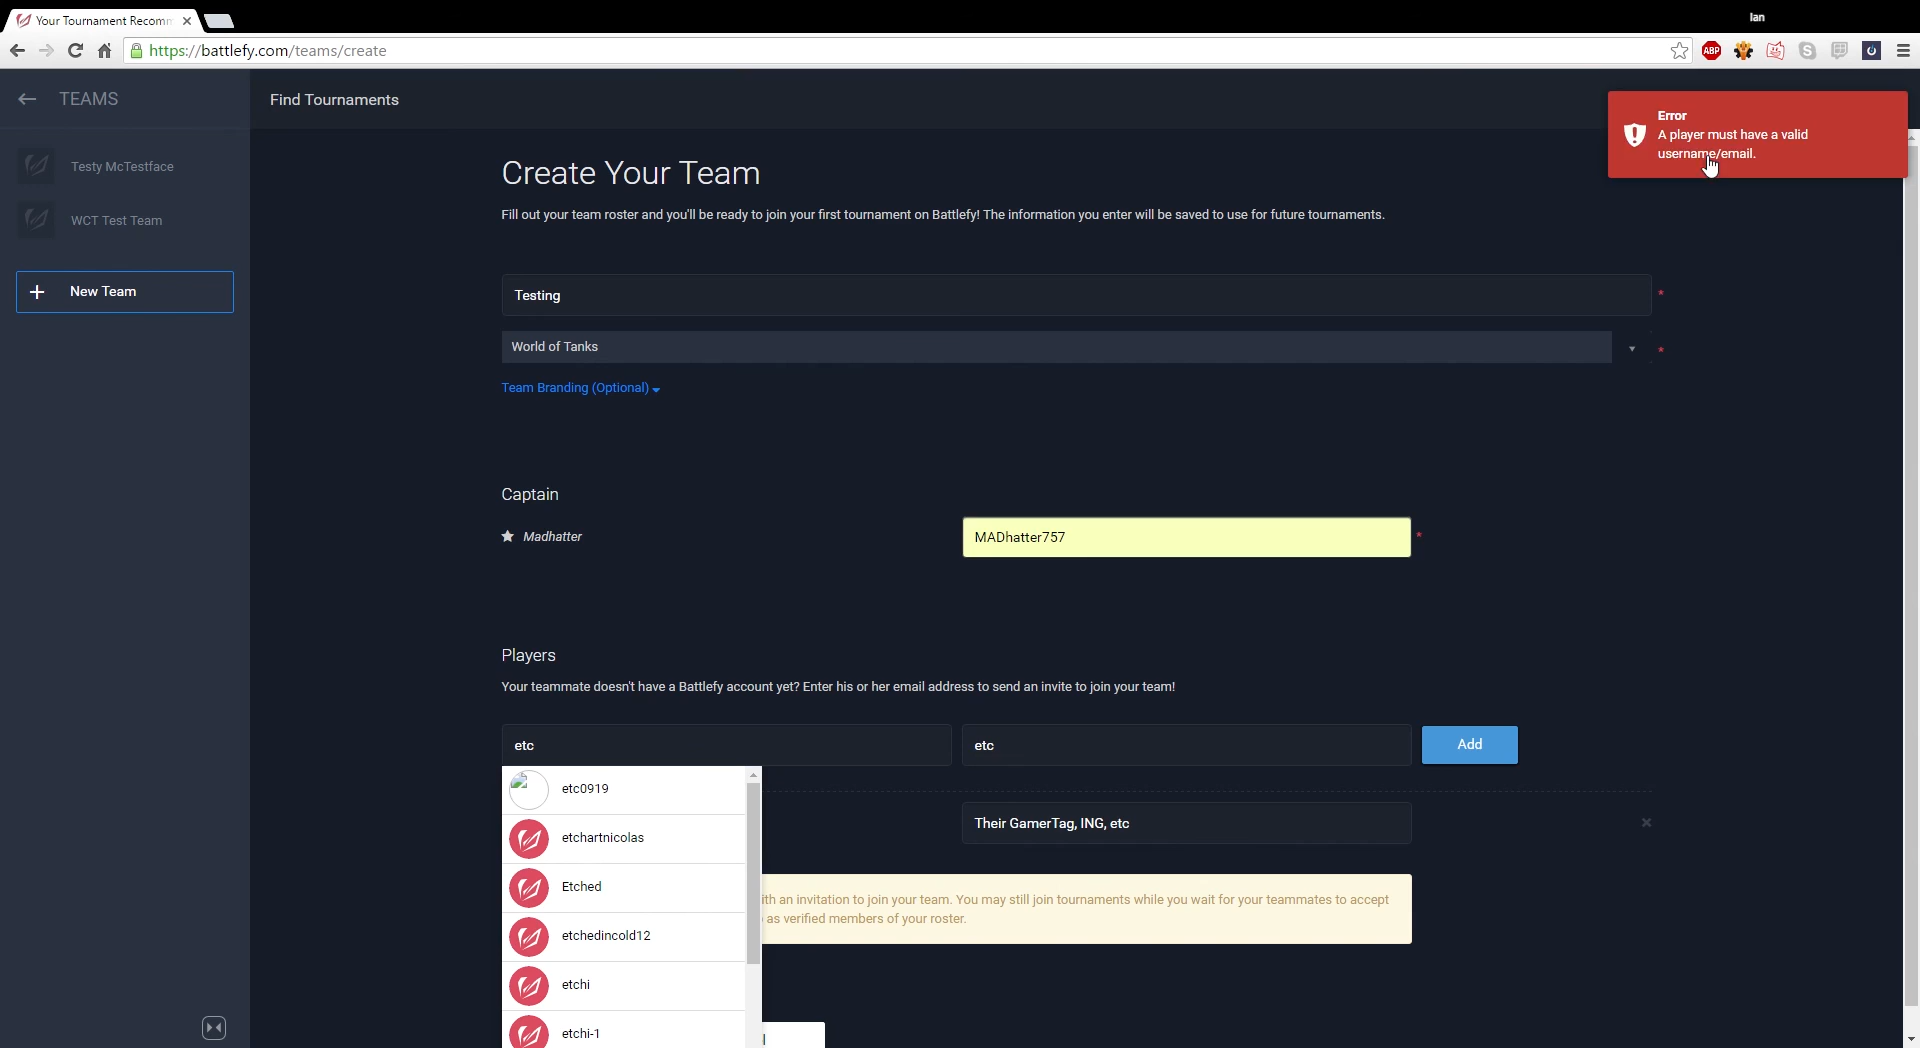 Your Tournament Recomm
Ian
https://battlefy.com/teams/create
ABP
TEAMS
Find Tournaments
Error
A player must have a valid
username/email.
Testy McTestface
WCT Test Team
+ New Team
Create Your Team
Fill out your team roster and you'll be ready to join your first tournament on Battlefy! The information you enter will be saved to use for future tournaments.
Testing *
World of Tanks *
Team Branding (Optional)
Captain
Madhatter
MADhatter757 *
Players
Your teammate doesn't have a Battlefy account yet? Enter his or her email address to send an invite to join your team!
etc
etc
Add
etc0919
etchartnicolas
Their GamerTag, ING, etc
Etched
ith an invitation to join your team. You may still join tournaments while you wait for your teammates to accept
as verified members of your roster.
etchedincold12
etchi
etchi-1